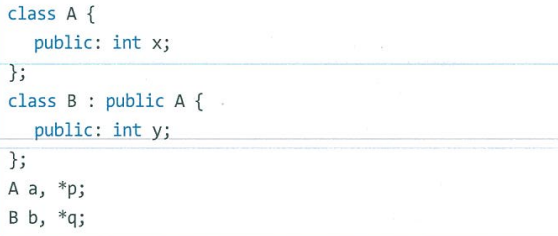 class A {
public: int x;
};
class B : public A {
public: int y;
};
A a, *p;
B b, *q;